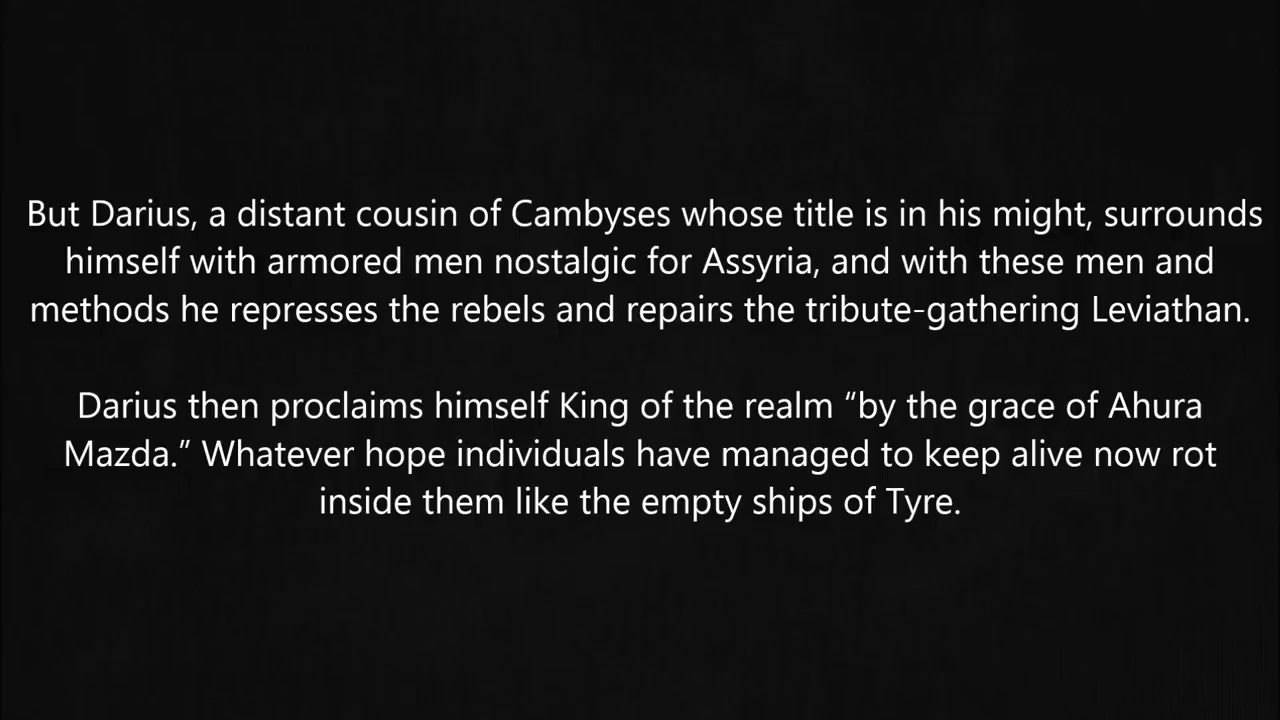 But Darius, a distant cousin of Cambyses whose title is in his might, surrounds
himself with armored men nostalgic for Assyria, and with these men and
methods he represses the rebels and repairs the tribute-gathering Leviathan.
Darius then proclaims himself King of the realm “by the grace of Ahura
Mazda.” Whatever hope individuals have managed to keep alive now rot
inside them like the empty ships of Tyre.